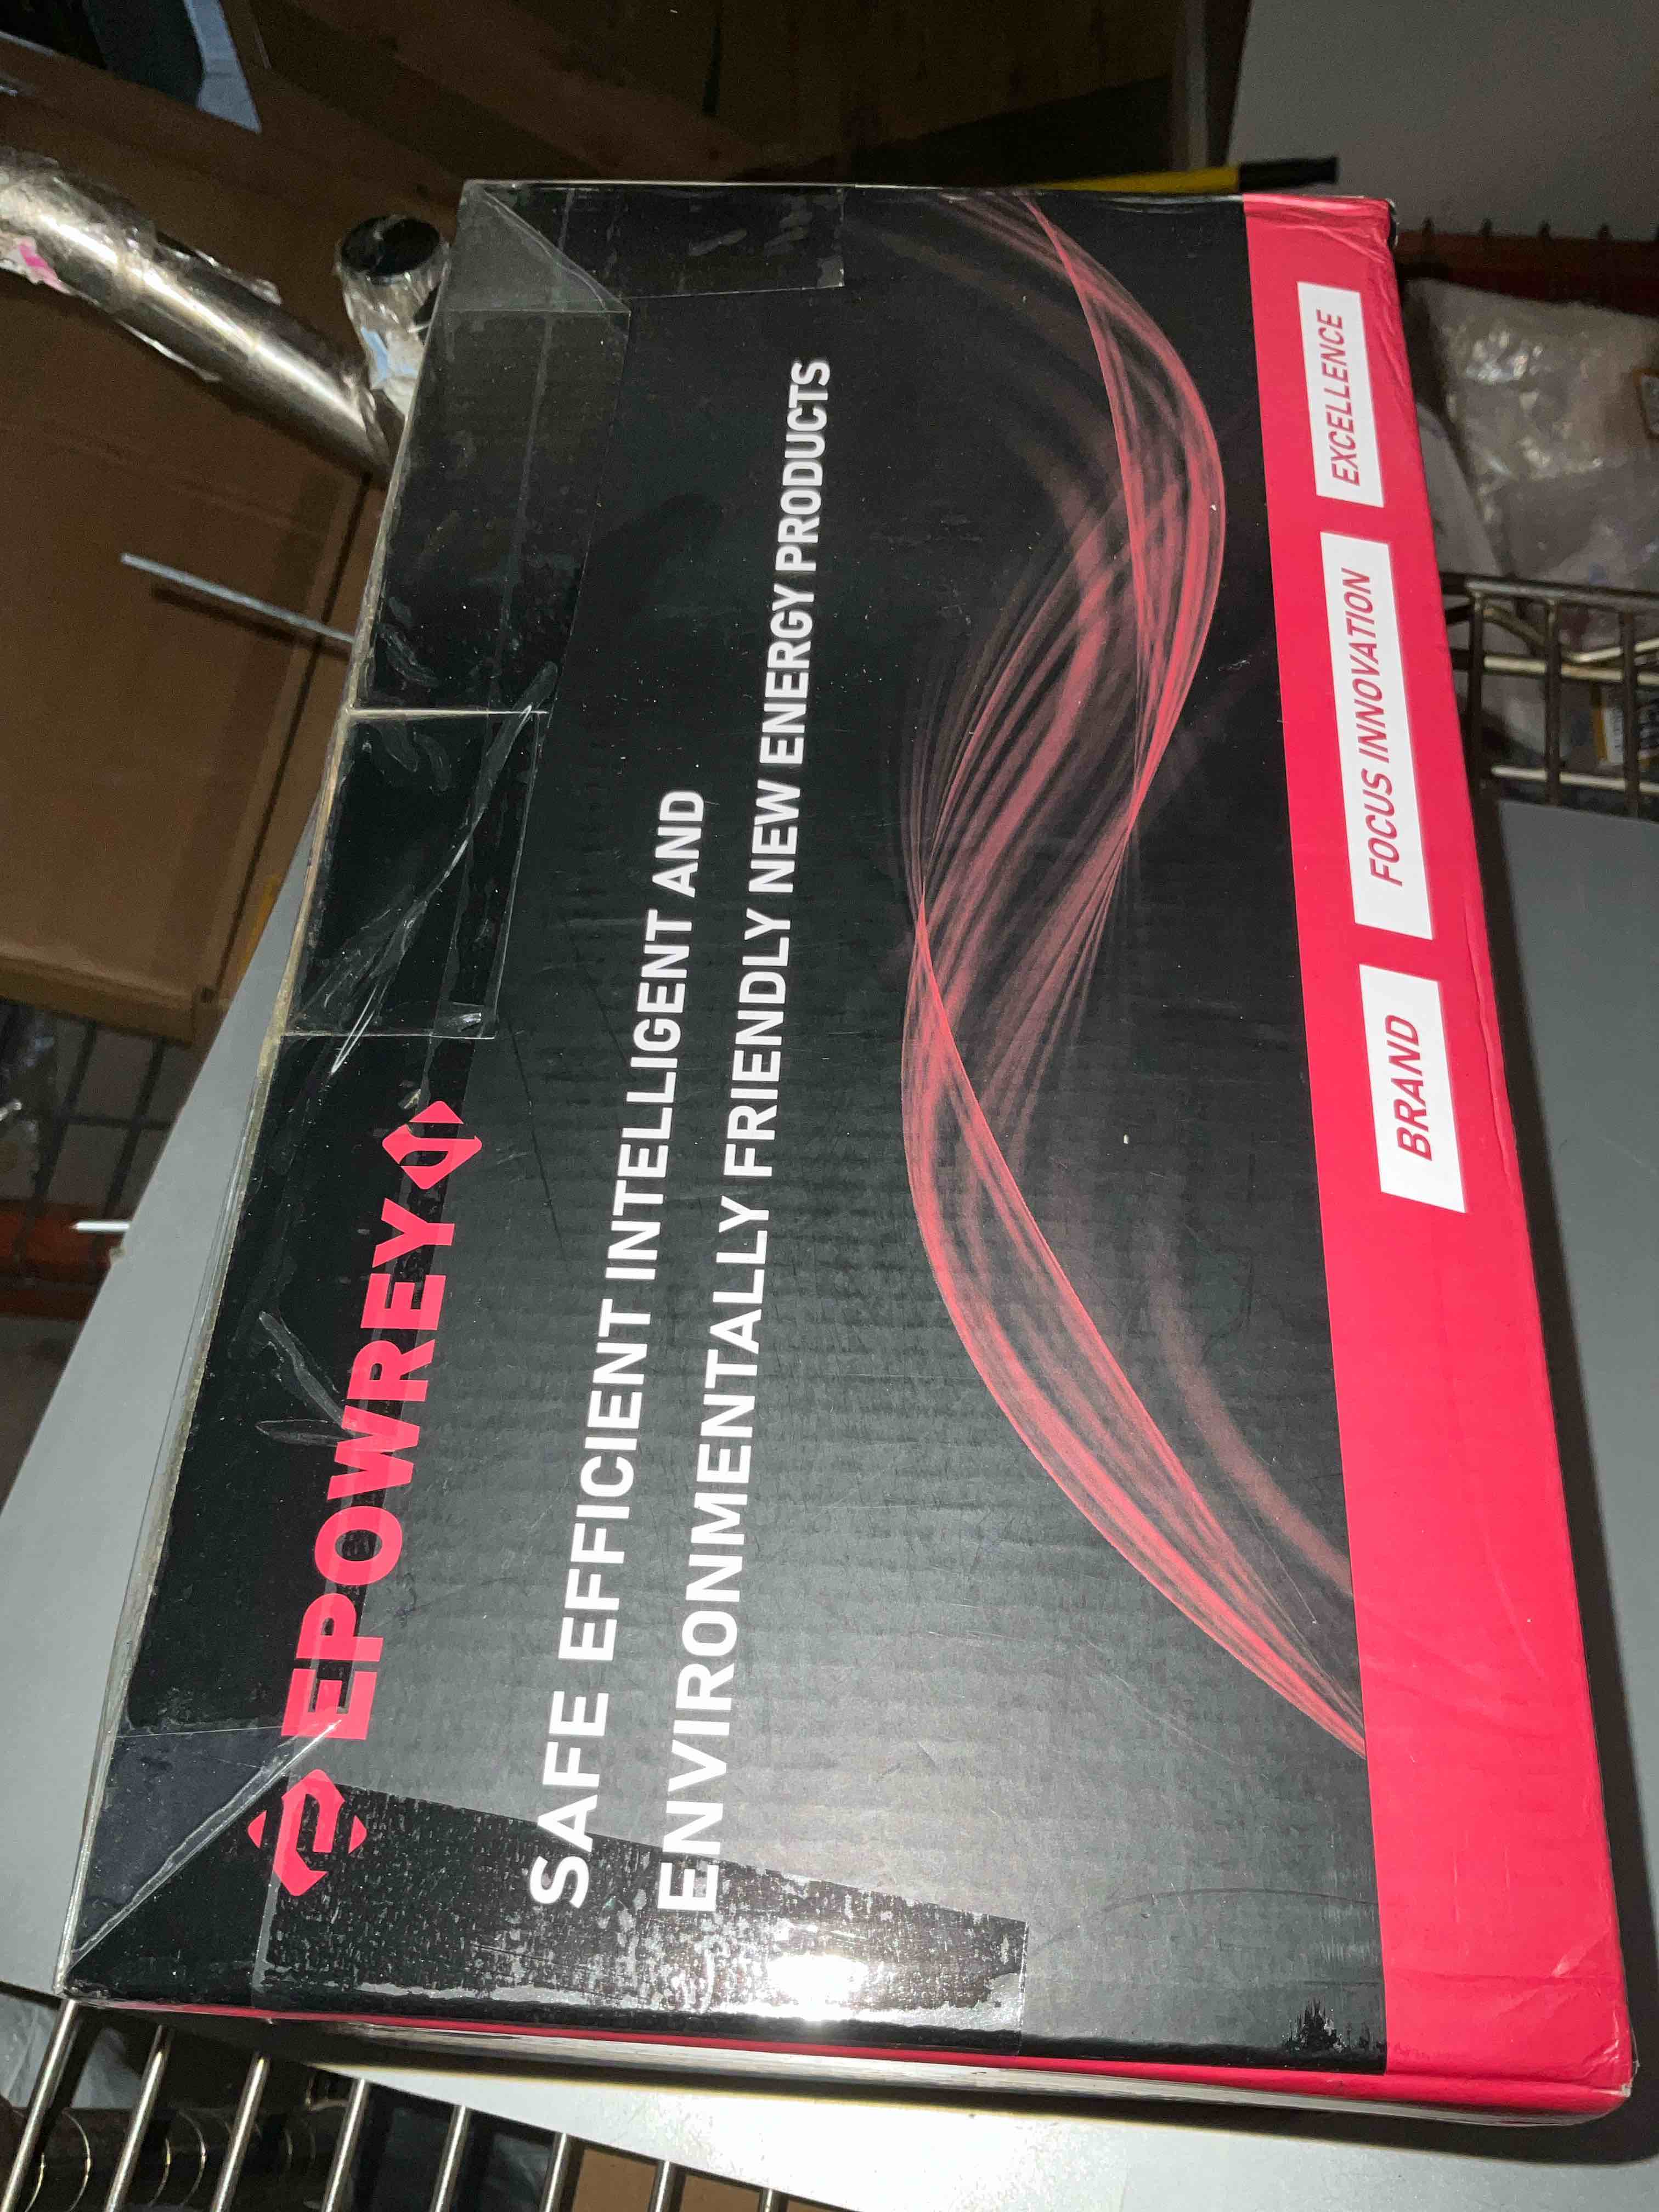 EPOWREY
SAFE EFFICIENT INTELLIGENT AND
ENVIRONMENTALLY FRIENDLY NEW ENERGY PRODUCTS
BRAND FOCUS INNOVATION EXCELLENCE